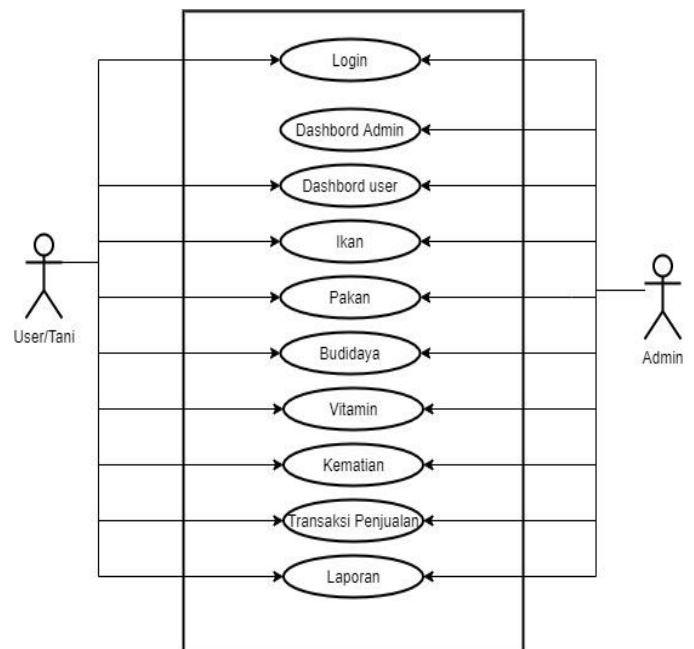 Login
Dashbord Admin
Dashbord user
Ikan
Pakan
User/Tani
Budidaya
Admin
Vitamin
Kematian
Transaksi Penjualan
Laporan